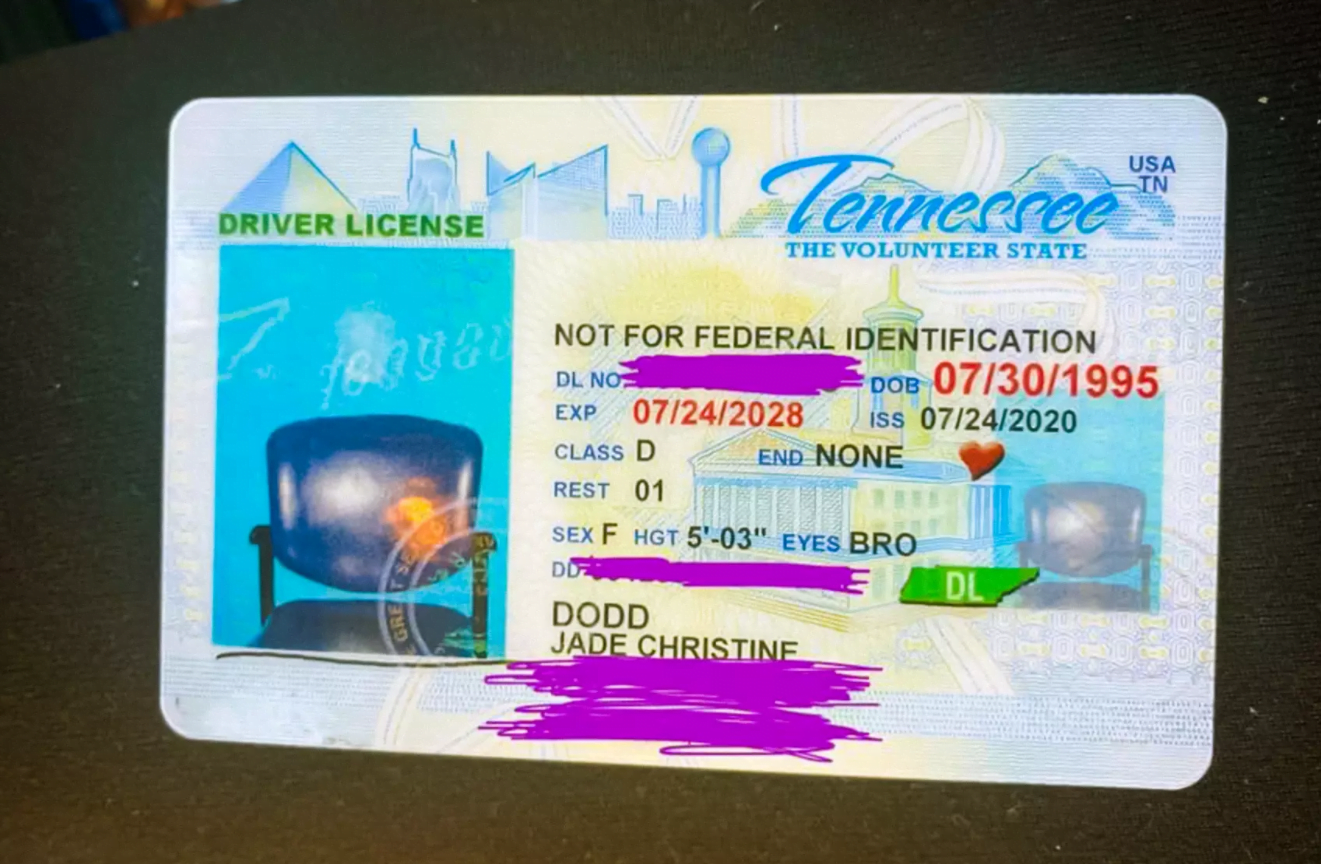 USA
TN
Tennessee
THE VOLUNTEER STATE
DRIVER LICENSE
NOT FOR FEDERAL IDENTIFICATION
DL NO DOB 07/30/1995
EXP 07/24/2028 ISS 07/24/2020
CLASS D END NONE
REST 01
SEX F HGT 5'-03" EYES BRO
DD
DL
DODD
JADE CHRISTINE